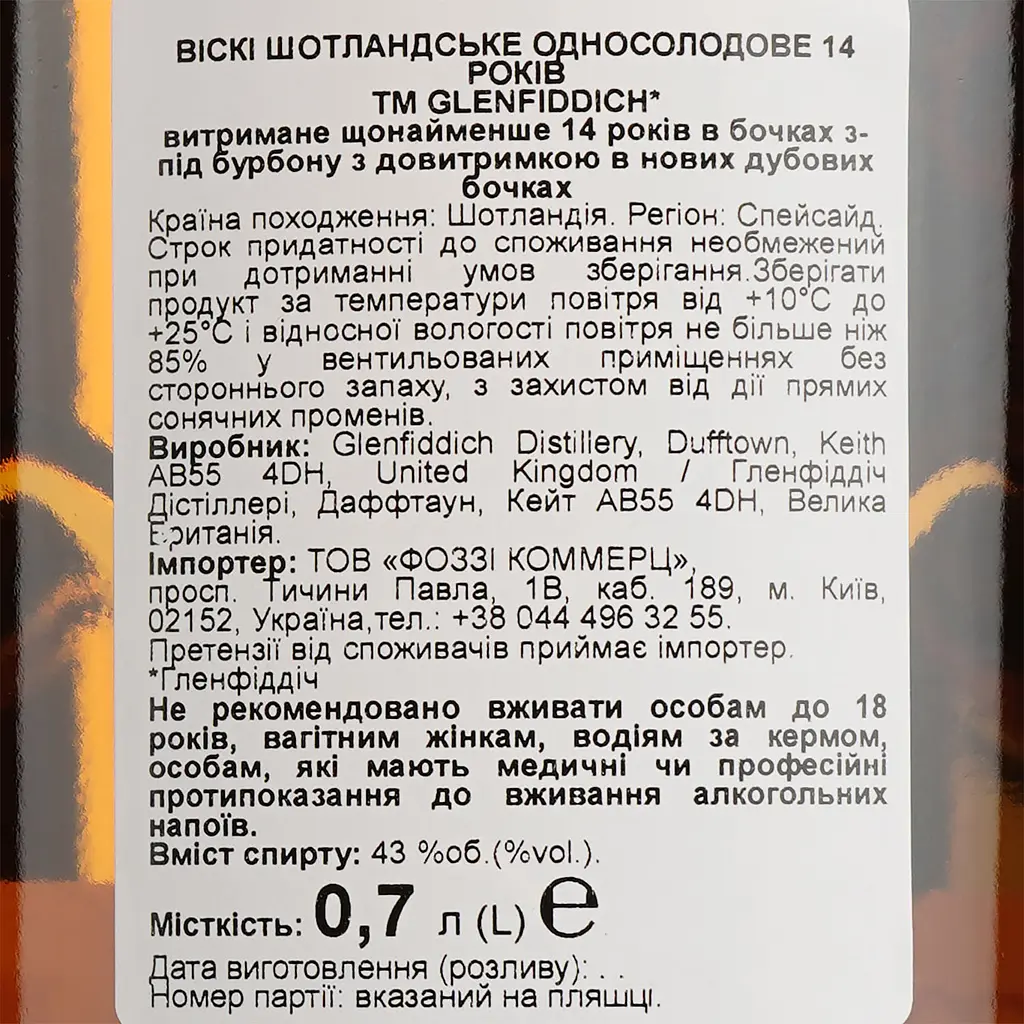 ВІСКІ ШОТЛАНДСЬКЕ ОДНОСОЛОДОВЕ 14
РОКІВ
ТМ GLENFIDDICH*
витримане щонайменше 14 років в бочках з-
під бурбону з довитримкою в нових дубових
бочках
Країна походження: Шотландія. Регіон: Спейсайд.
Строк придатності до споживання необмежений
при дотриманні умов зберігання.Зберігати
продукт за температури повітря від +10°С до
+25°С і відносної вологості повітря не більше ніж
85% у вентильованих приміщеннях без
стороннього запаху, з захистом від дії прямих
сонячних променів.
Виробник: Glenfiddich Distillery, Dufftown, Keith
AB55 4DH, United Kingdom / Гленфіддіч
Дістіллері, Даффтаун, Кейт AB55 4DH, Велика
Британія.
Імпортер: ТОВ «ФОЗЗІ КОММЕРЦ»,
просп. Тичини Павла, 1В, каб. 189, м. Київ,
02152, Україна,тел.: +38 044 496 32 55.
Претензії від споживачів приймає імпортер.
*Гленфіддіч
Не рекомендовано вживати особам до 18
років, вагітним жінкам, водіям за кермом,
особам, які мають медичні чи професійні
протипоказання до вживання алкогольних
напоїв.
Вміст спирту: 43 %об.(%vol.).
Місткість: 0,7 л (L) ℮
Дата виготовлення (розливу): . .
Номер партії: вказаний на пляшці.